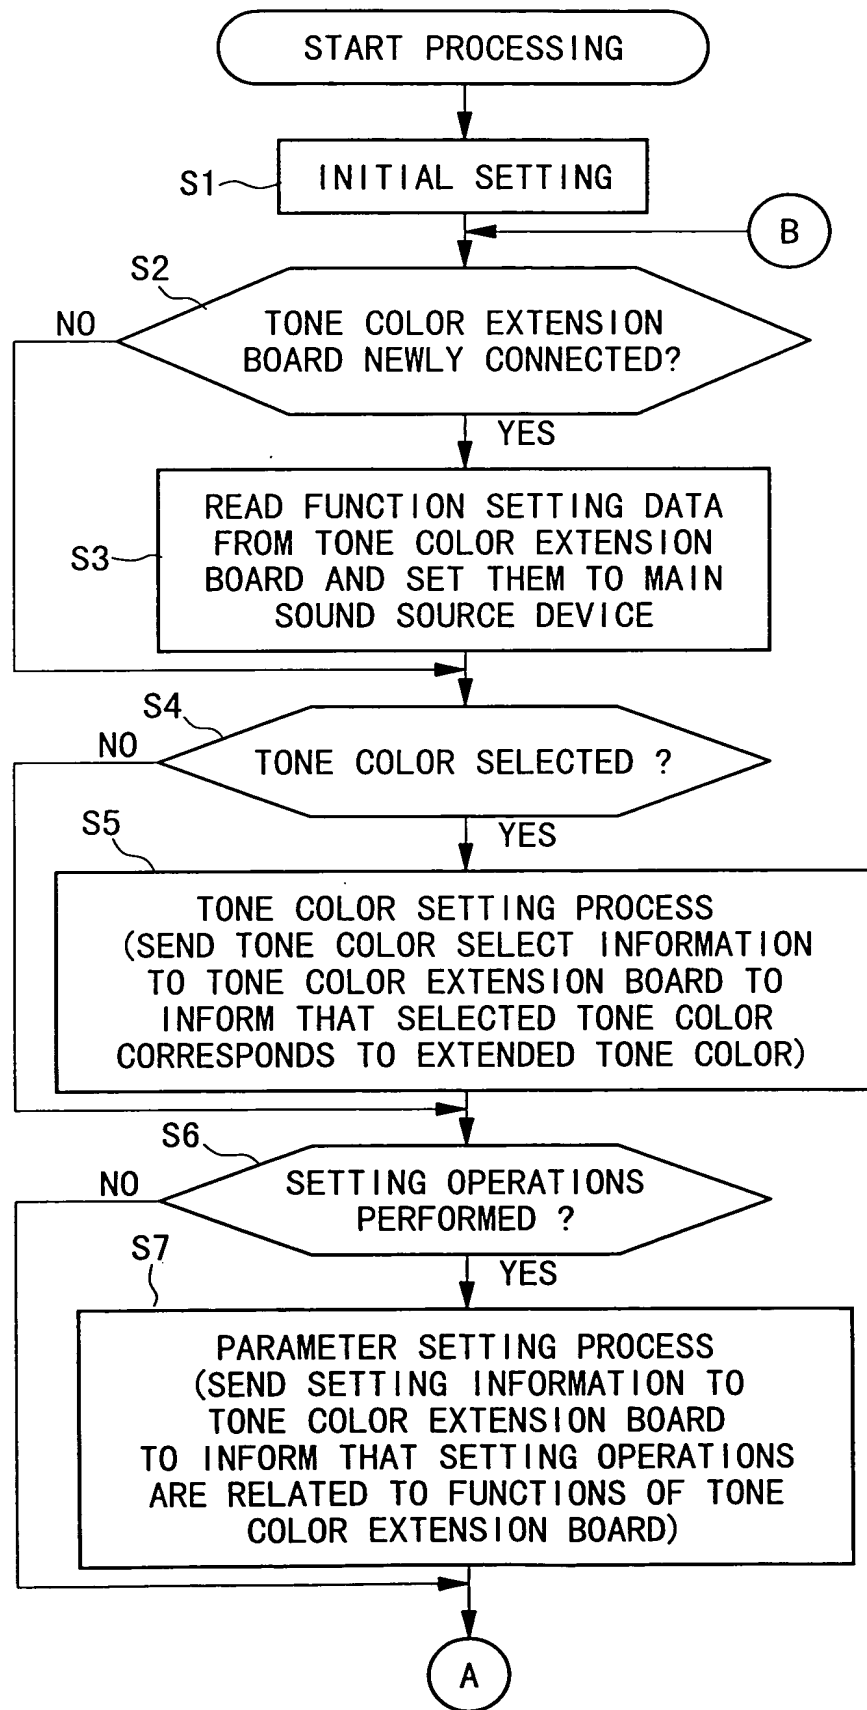 START PROCESSING
S1
INITIAL SETTING
B
S2
NO
TONE COLOR EXTENSION
BOARD NEWLY CONNECTED?
YES
S3
READ FUNCTION SETTING DATA
FROM TONE COLOR EXTENSION
BOARD AND SET THEM TO MAIN
SOUND SOURCE DEVICE
S4
NO
TONE COLOR SELECTED ?
YES
S5
TONE COLOR SETTING PROCESS
(SEND TONE COLOR SELECT INFORMATION
TO TONE COLOR EXTENSION BOARD TO
INFORM THAT SELECTED TONE COLOR
CORRESPONDS TO EXTENDED TONE COLOR)
S6
NO
SETTING OPERATIONS
PERFORMED ?
YES
S7
PARAMETER SETTING PROCESS
(SEND SETTING INFORMATION TO
TONE COLOR EXTENSION BOARD
TO INFORM THAT SETTING OPERATIONS
ARE RELATED TO FUNCTIONS OF TONE
COLOR EXTENSION BOARD)
A